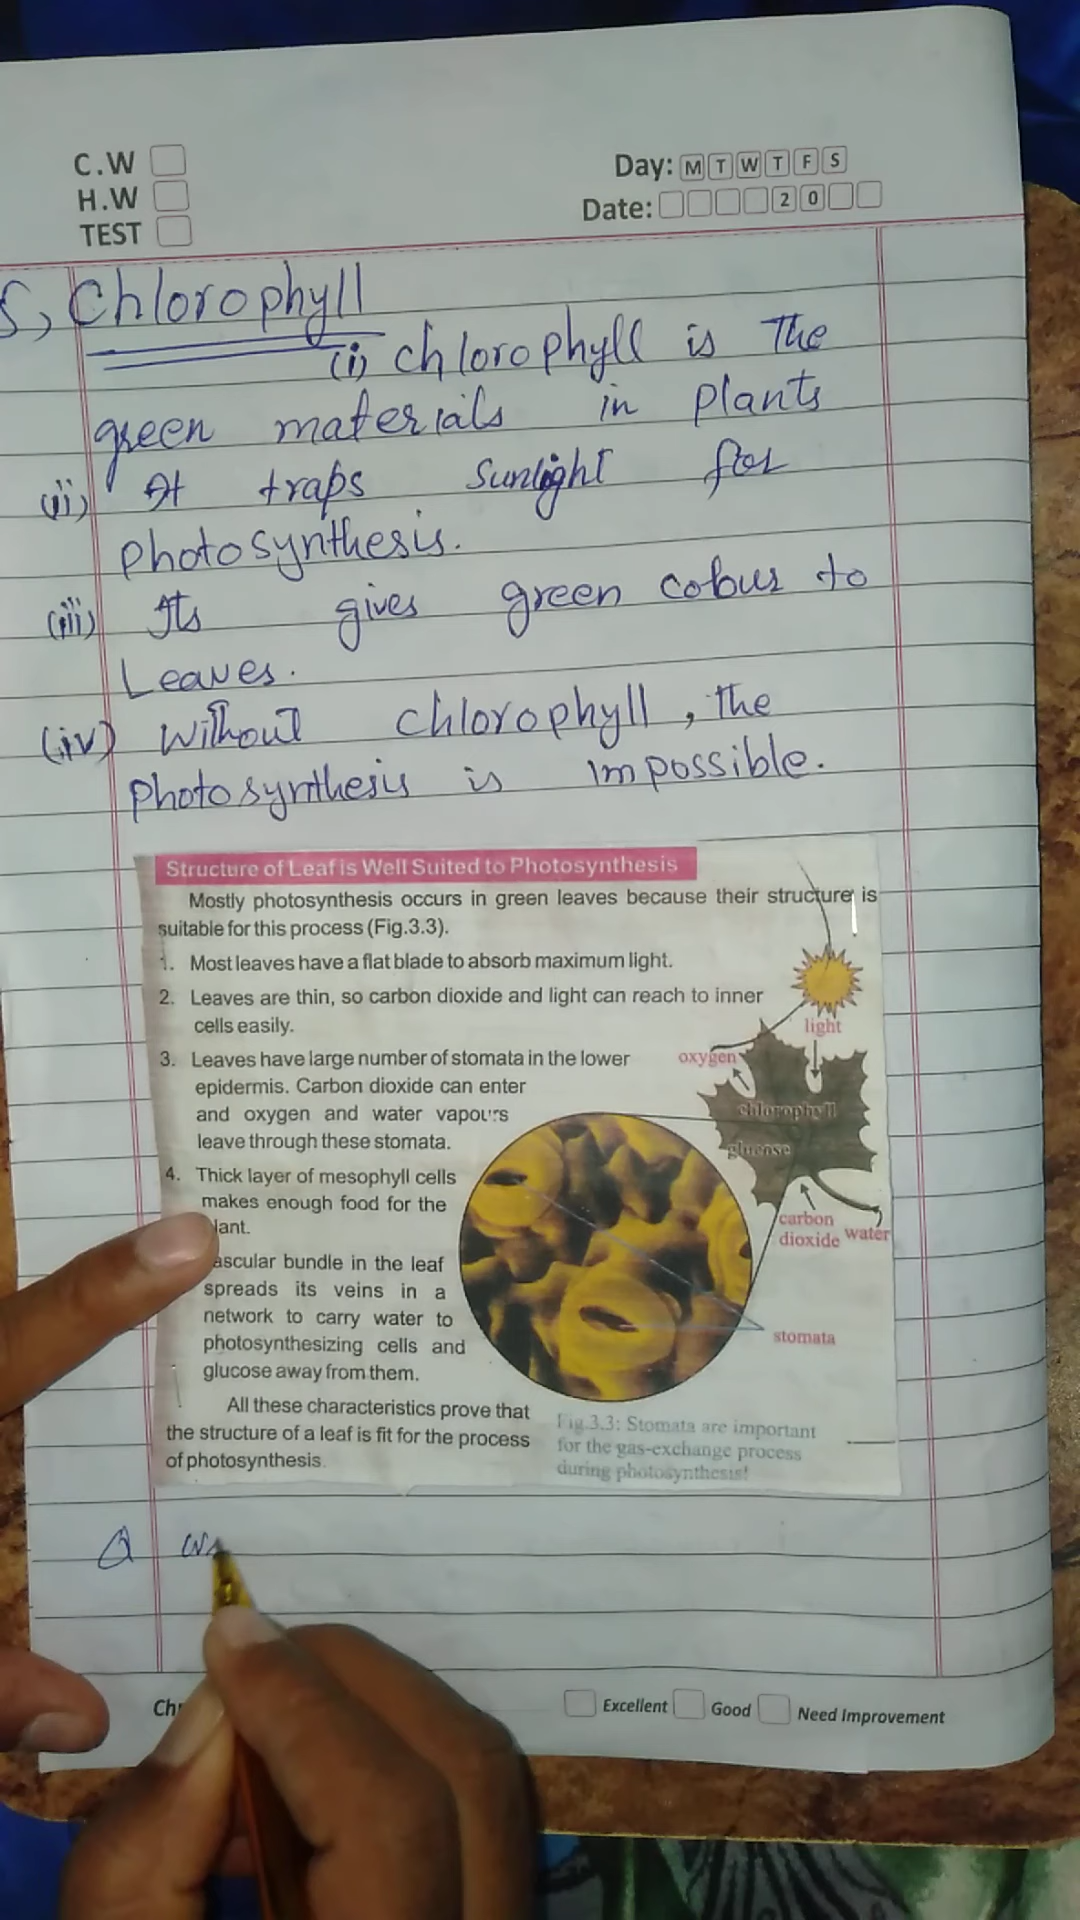 C.W
H.W
TEST
Day: M T W T F S
Date: 2 0
5, Chlorophyll
(i) chlorophyll is The
green materials in plants
(ii) It traps sunlight for
photosynthesis.
(iii) Its gives green colour to
Leaves.
(iv) Without chlorophyll, the
photosynthesis is impossible.
Structure of Leaf is Well Suited to Photosynthesis
Mostly photosynthesis occurs in green leaves because their structure is
suitable for this process (Fig.3.3).
1. Most leaves have a flat blade to absorb maximum light.
2. Leaves are thin, so carbon dioxide and light can reach to inner
cells easily.
3. Leaves have large number of stomata in the lower
epidermis. Carbon dioxide can enter
and oxygen and water vapours
leave through these stomata.
4. Thick layer of mesophyll cells
makes enough food for the
lant.
ascular bundle in the leaf
spreads its veins in a
network to carry water to
photosynthesizing cells and
glucose away from them.
All these characteristics prove that
the structure of a leaf is fit for the process
of photosynthesis.
light
oxygen
chlorophyll
glucose
carbon
dioxide
water
stomata
Fig.3.3: Stomata are important
for the gas-exchange process
during photosynthesis!
Q
Excellent Good Need Improvement